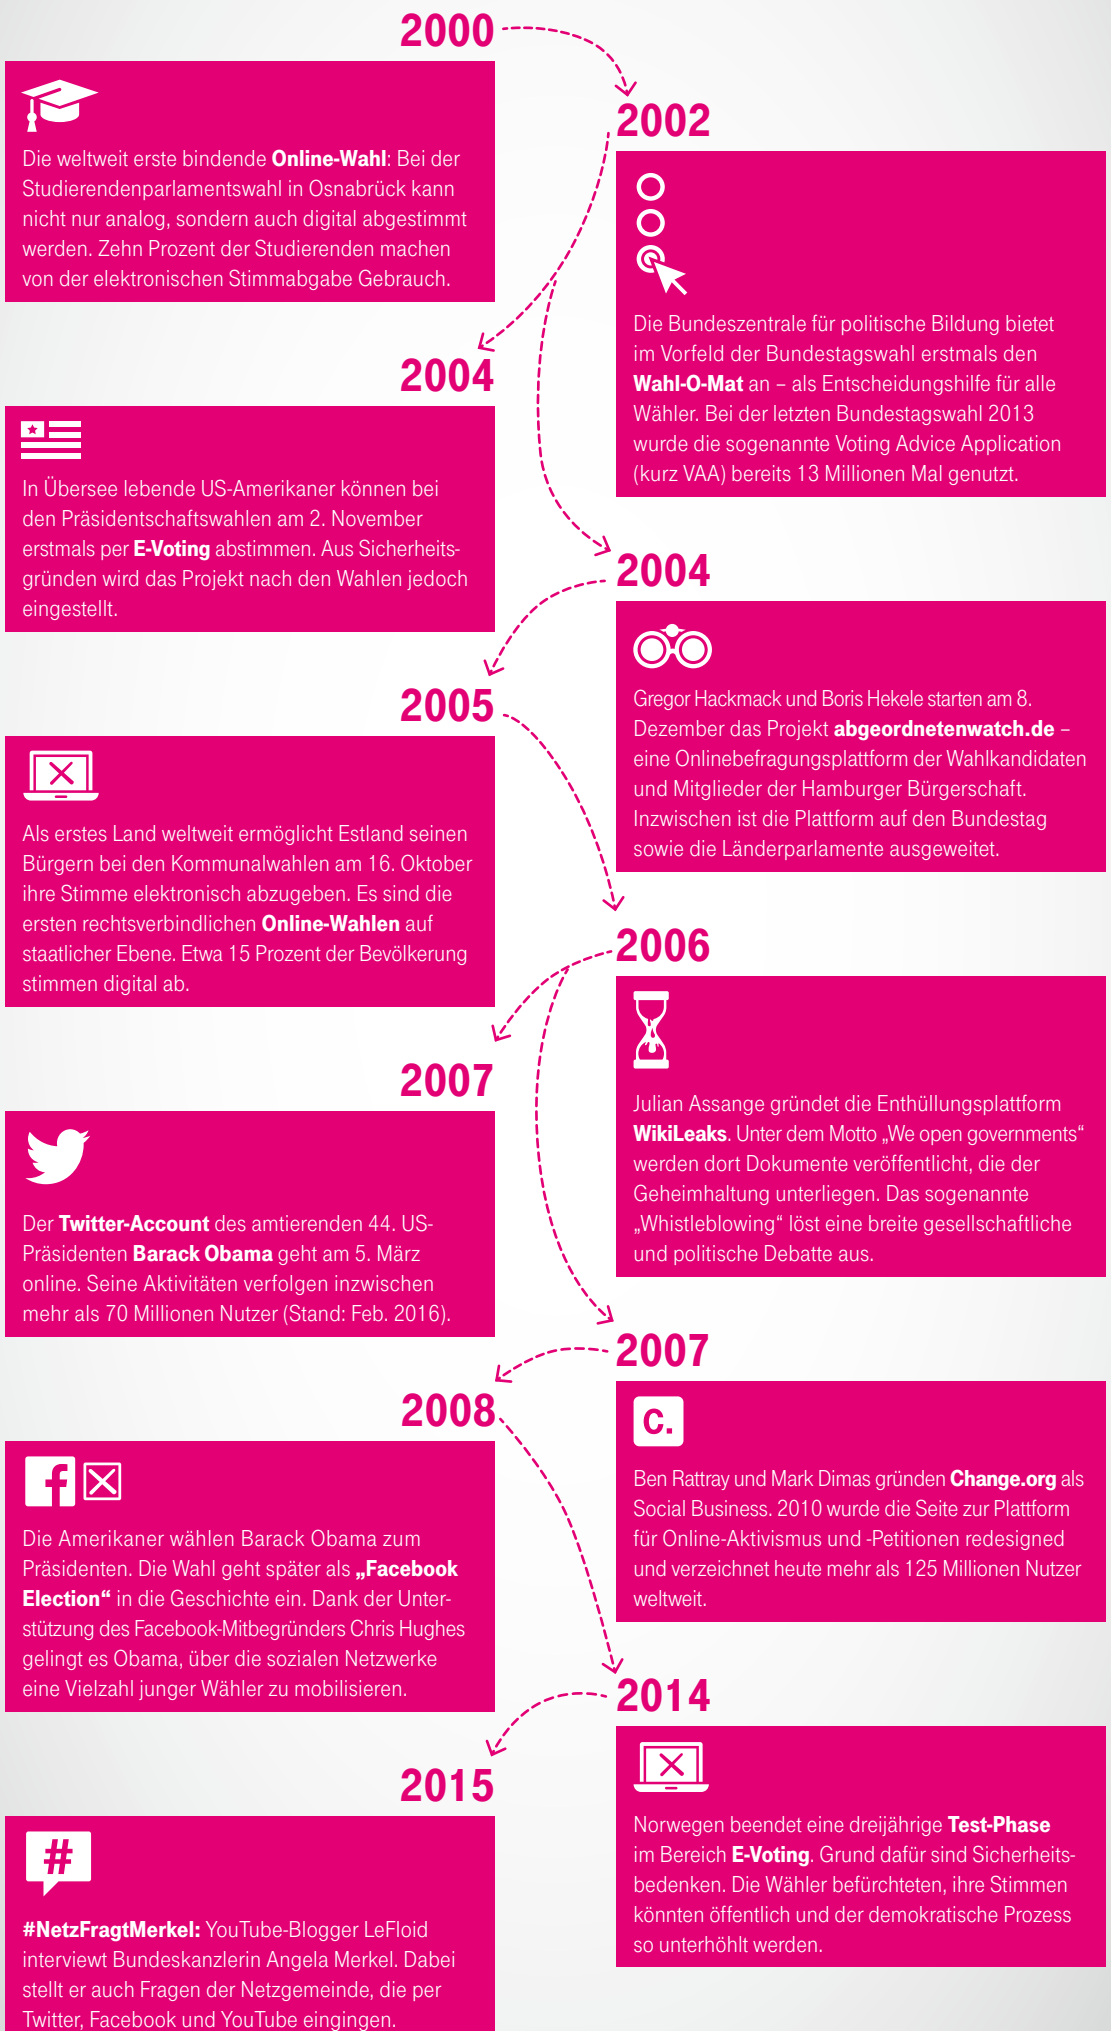 2000
Die weltweit erste bindende Online-Wahl: Bei der
Studierendenparlamentswahl in Osnabrück kann
nicht nur analog, sondern auch digital abgestimmt
werden. Zehn Prozent der Studierenden machen
von der elektronischen Stimmabgabe Gebrauch.
2002
Die Bundeszentrale für politische Bildung bietet
im Vorfeld der Bundestagswahl erstmals den
Wahl-O-Mat an – als Entscheidungshilfe für alle
Wähler. Bei der letzten Bundestagswahl 2013
wurde die sogenannte Voting Advice Application
(kurz VAA) bereits 13 Millionen Mal genutzt.
2004
In Übersee lebende US-Amerikaner können bei
den Präsidentschaftswahlen am 2. November
erstmals per E-Voting abstimmen. Aus Sicherheits-
gründen wird das Projekt nach den Wahlen jedoch
eingestellt.
2004
Gregor Hackmack und Boris Hekele starten am 8.
Dezember das Projekt abgeordnetenwatch.de –
eine Onlinebefragungsplattform der Wahlkandidaten
und Mitglieder der Hamburger Bürgerschaft.
Inzwischen ist die Plattform auf den Bundestag
sowie die Länderparlamente ausgeweitet.
2005
Als erstes Land weltweit ermöglicht Estland seinen
Bürgern bei den Kommunalwahlen am 16. Oktober
ihre Stimme elektronisch abzugeben. Es sind die
ersten rechtsverbindlichen Online-Wahlen auf
staatlicher Ebene. Etwa 15 Prozent der Bevölkerung
stimmen digital ab.
2006
Julian Assange gründet die Enthüllungsplattform
WikiLeaks. Unter dem Motto „We open governments“
werden dort Dokumente veröffentlicht, die der
Geheimhaltung unterliegen. Das sogenannte
„Whistleblowing“ löst eine breite gesellschaftliche
und politische Debatte aus.
2007
Der Twitter-Account des amtierenden 44. US-
Präsidenten Barack Obama geht am 5. März
online. Seine Aktivitäten verfolgen inzwischen
mehr als 70 Millionen Nutzer (Stand: Feb. 2016).
2007
C.
Ben Rattray und Mark Dimas gründen Change.org als
Social Business. 2010 wurde die Seite zur Plattform
für Online-Aktivismus und -Petitionen redesigned
und verzeichnet heute mehr als 125 Millionen Nutzer
weltweit.
2008
f
Die Amerikaner wählen Barack Obama zum
Präsidenten. Die Wahl geht später als „Facebook
Election“ in die Geschichte ein. Dank der Unter-
stützung des Facebook-Mitbegründers Chris Hughes
gelingt es Obama, über die sozialen Netzwerke
eine Vielzahl junger Wähler zu mobilisieren.
2014
Norwegen beendet eine dreijährige Test-Phase
im Bereich E-Voting. Grund dafür sind Sicherheits-
bedenken. Die Wähler befürchteten, ihre Stimmen
könnten öffentlich und der demokratische Prozess
so unterhöhlt werden.
2015
#
#NetzFragtMerkel: YouTube-Blogger LeFloid
interviewt Bundeskanzlerin Angela Merkel. Dabei
stellt er auch Fragen der Netzgemeinde, die per
Twitter, Facebook und YouTube eingingen.